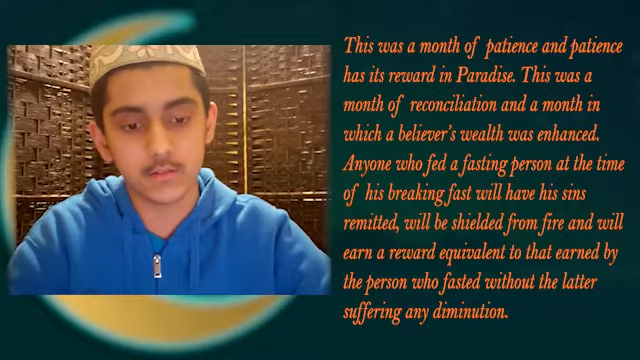 This was a month of patience and patience
has its reward in Paradise. This was a
month of reconciliation and a month in
which a believer's wealth was enhanced.
Anyone who fed a fasting person at the time
of his breaking fast will have his sins
remitted, will be shielded from fire and will
earn a reward equivalent to that earned by
the person who fasted without the latter
suffering any diminution.